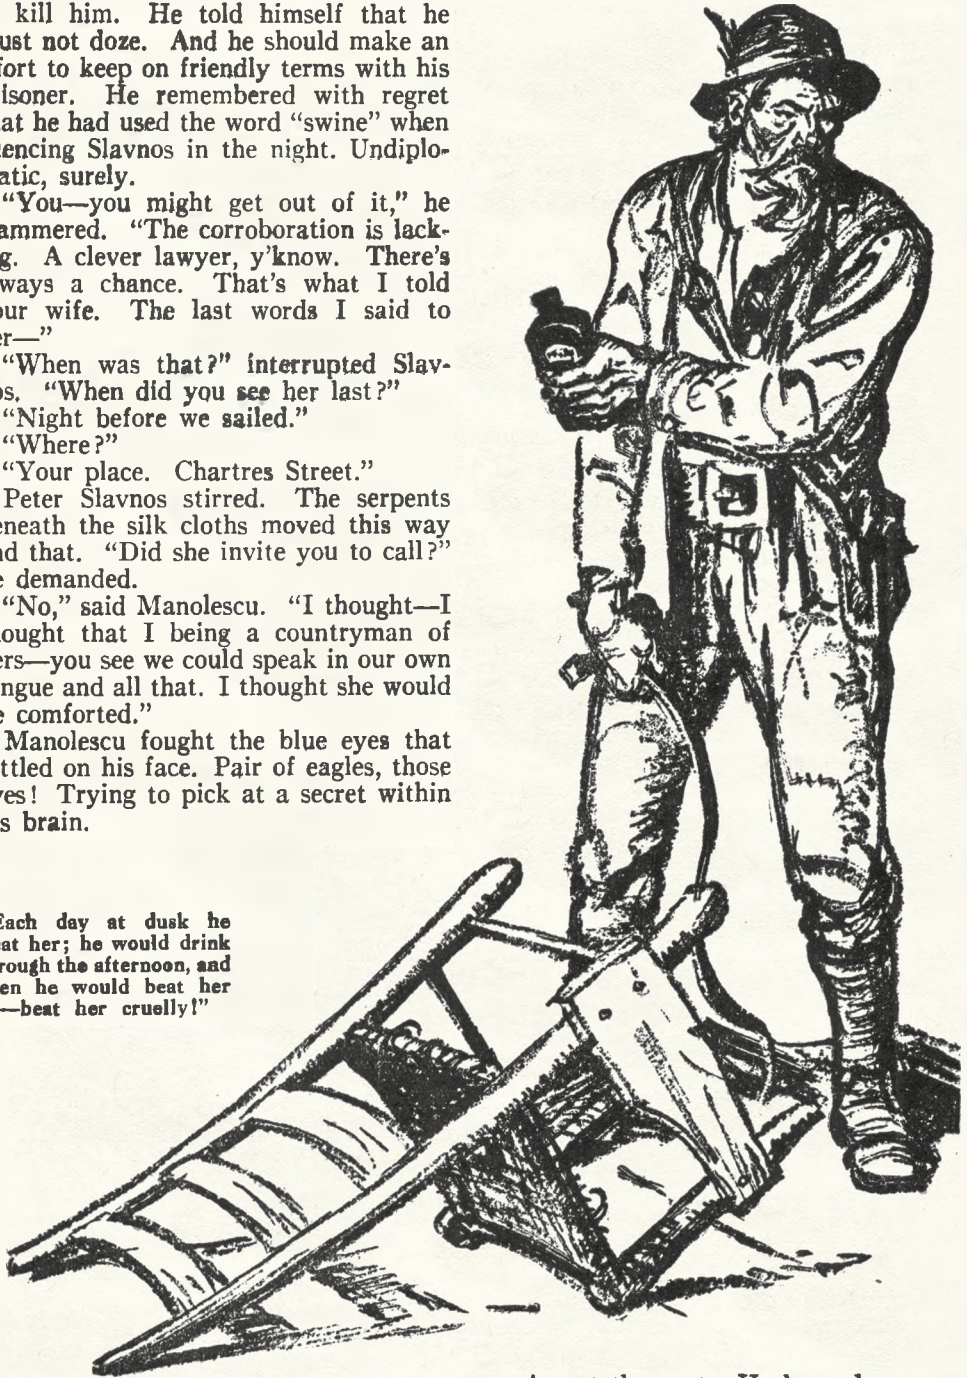 kill him. He told himself that he
ust not doze. And he should make an
fort to keep on friendly terms with his
isoner. He remembered with regret
at he had used the word “swine” when
encing Slavnos in the night. Undiplo-
atic, surely.
“You—you might get out of it,” he
ammered. “The corroboration is lack-
g. A clever lawyer, y’know. There’s
ways a chance. That’s what I told
our wife. The last words I said to
er—”
“When was that?” interrupted Slav-
os. “When did you see her last?”
“Night before we sailed.”
“Where?”
“Your place. Chartres Street.”
Peter Slavnos stirred. The serpents
eneath the silk cloths moved this way
nd that. “Did she invite you to call?”
e demanded.
“No,” said Manolescu. “I thought—I
ought that I being a countryman of
ers—you see we could speak in our own
ngue and all that. I thought she would
e comforted.”
Manolescu fought the blue eyes that
ttled on his face. Pair of eagles, those
yes! Trying to pick at a secret within
s brain.
Each day at dusk he
at her; he would drink
rough the afternoon, and
en he would beat her
—beat her cruelly!”